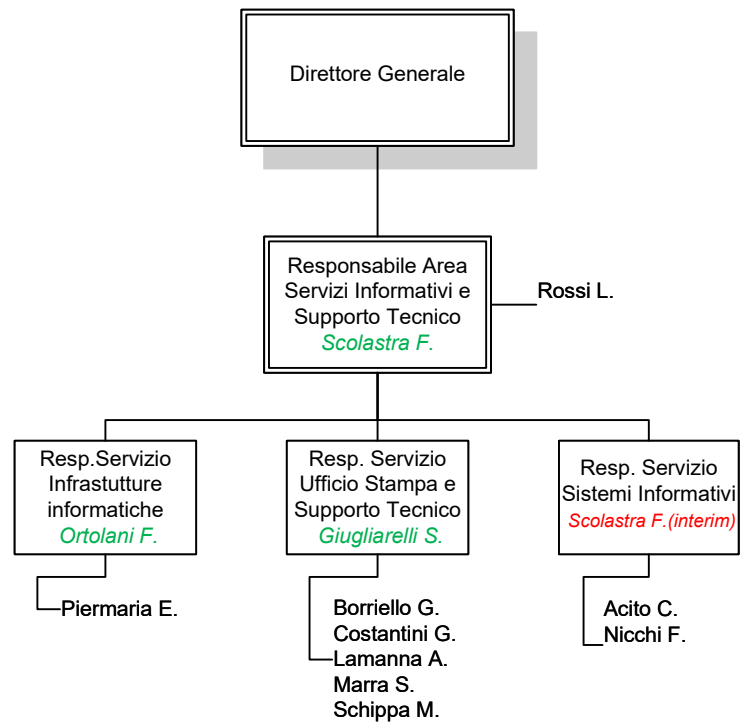 Direttore Generale
Responsabile Area
Servizi Informativi e
Supporto Tecnico
Scolastra F.
Rossi L.
Resp.Servizio
Infrastutture
informatiche
Ortolani F.
Piermaria E.
Resp. Servizio
Ufficio Stampa e
Supporto Tecnico
Giugliarelli S.
Borriello G.
Costantini G.
Lamanna A.
Marra S.
Schippa M.
Resp. Servizio
Sistemi Informativi
Scolastra F.(interim)
Acito C.
Nicchi F.